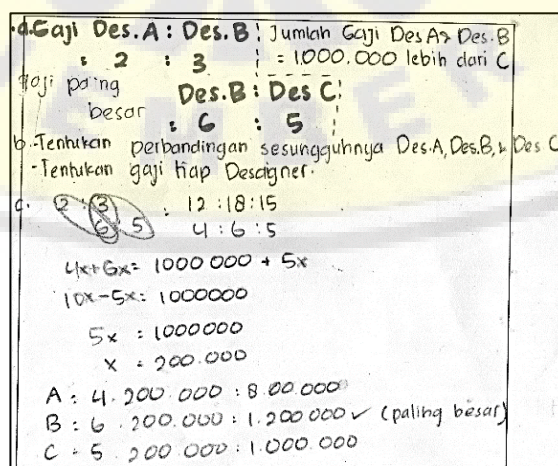 a. Gaji Des. A : Des. B  Jumlah Gaji Des A & Des. B
: 2 : 3  = 1.000.000 lebih dari C
gaji paing besar  Des. B : Des C
: 6 : 5
b. - Tentukan perbandingan sesungguhnya Des. A, Des. B, & Des C
- Tentukan gaji tiap Desaigner.
c. 2 : 3 : 12 : 18 : 15
6 5 4 : 6 : 5
4x + 6x = 1000 000 + 5x
10x - 5x = 1000000
5x = 1000000
x = 200.000
A : 4 . 200 000 : 8 00.000
B : 6 . 200.000 : 1.200 000 ✓ (paling besar)
C : 5 . 200 000 : 1.000.000